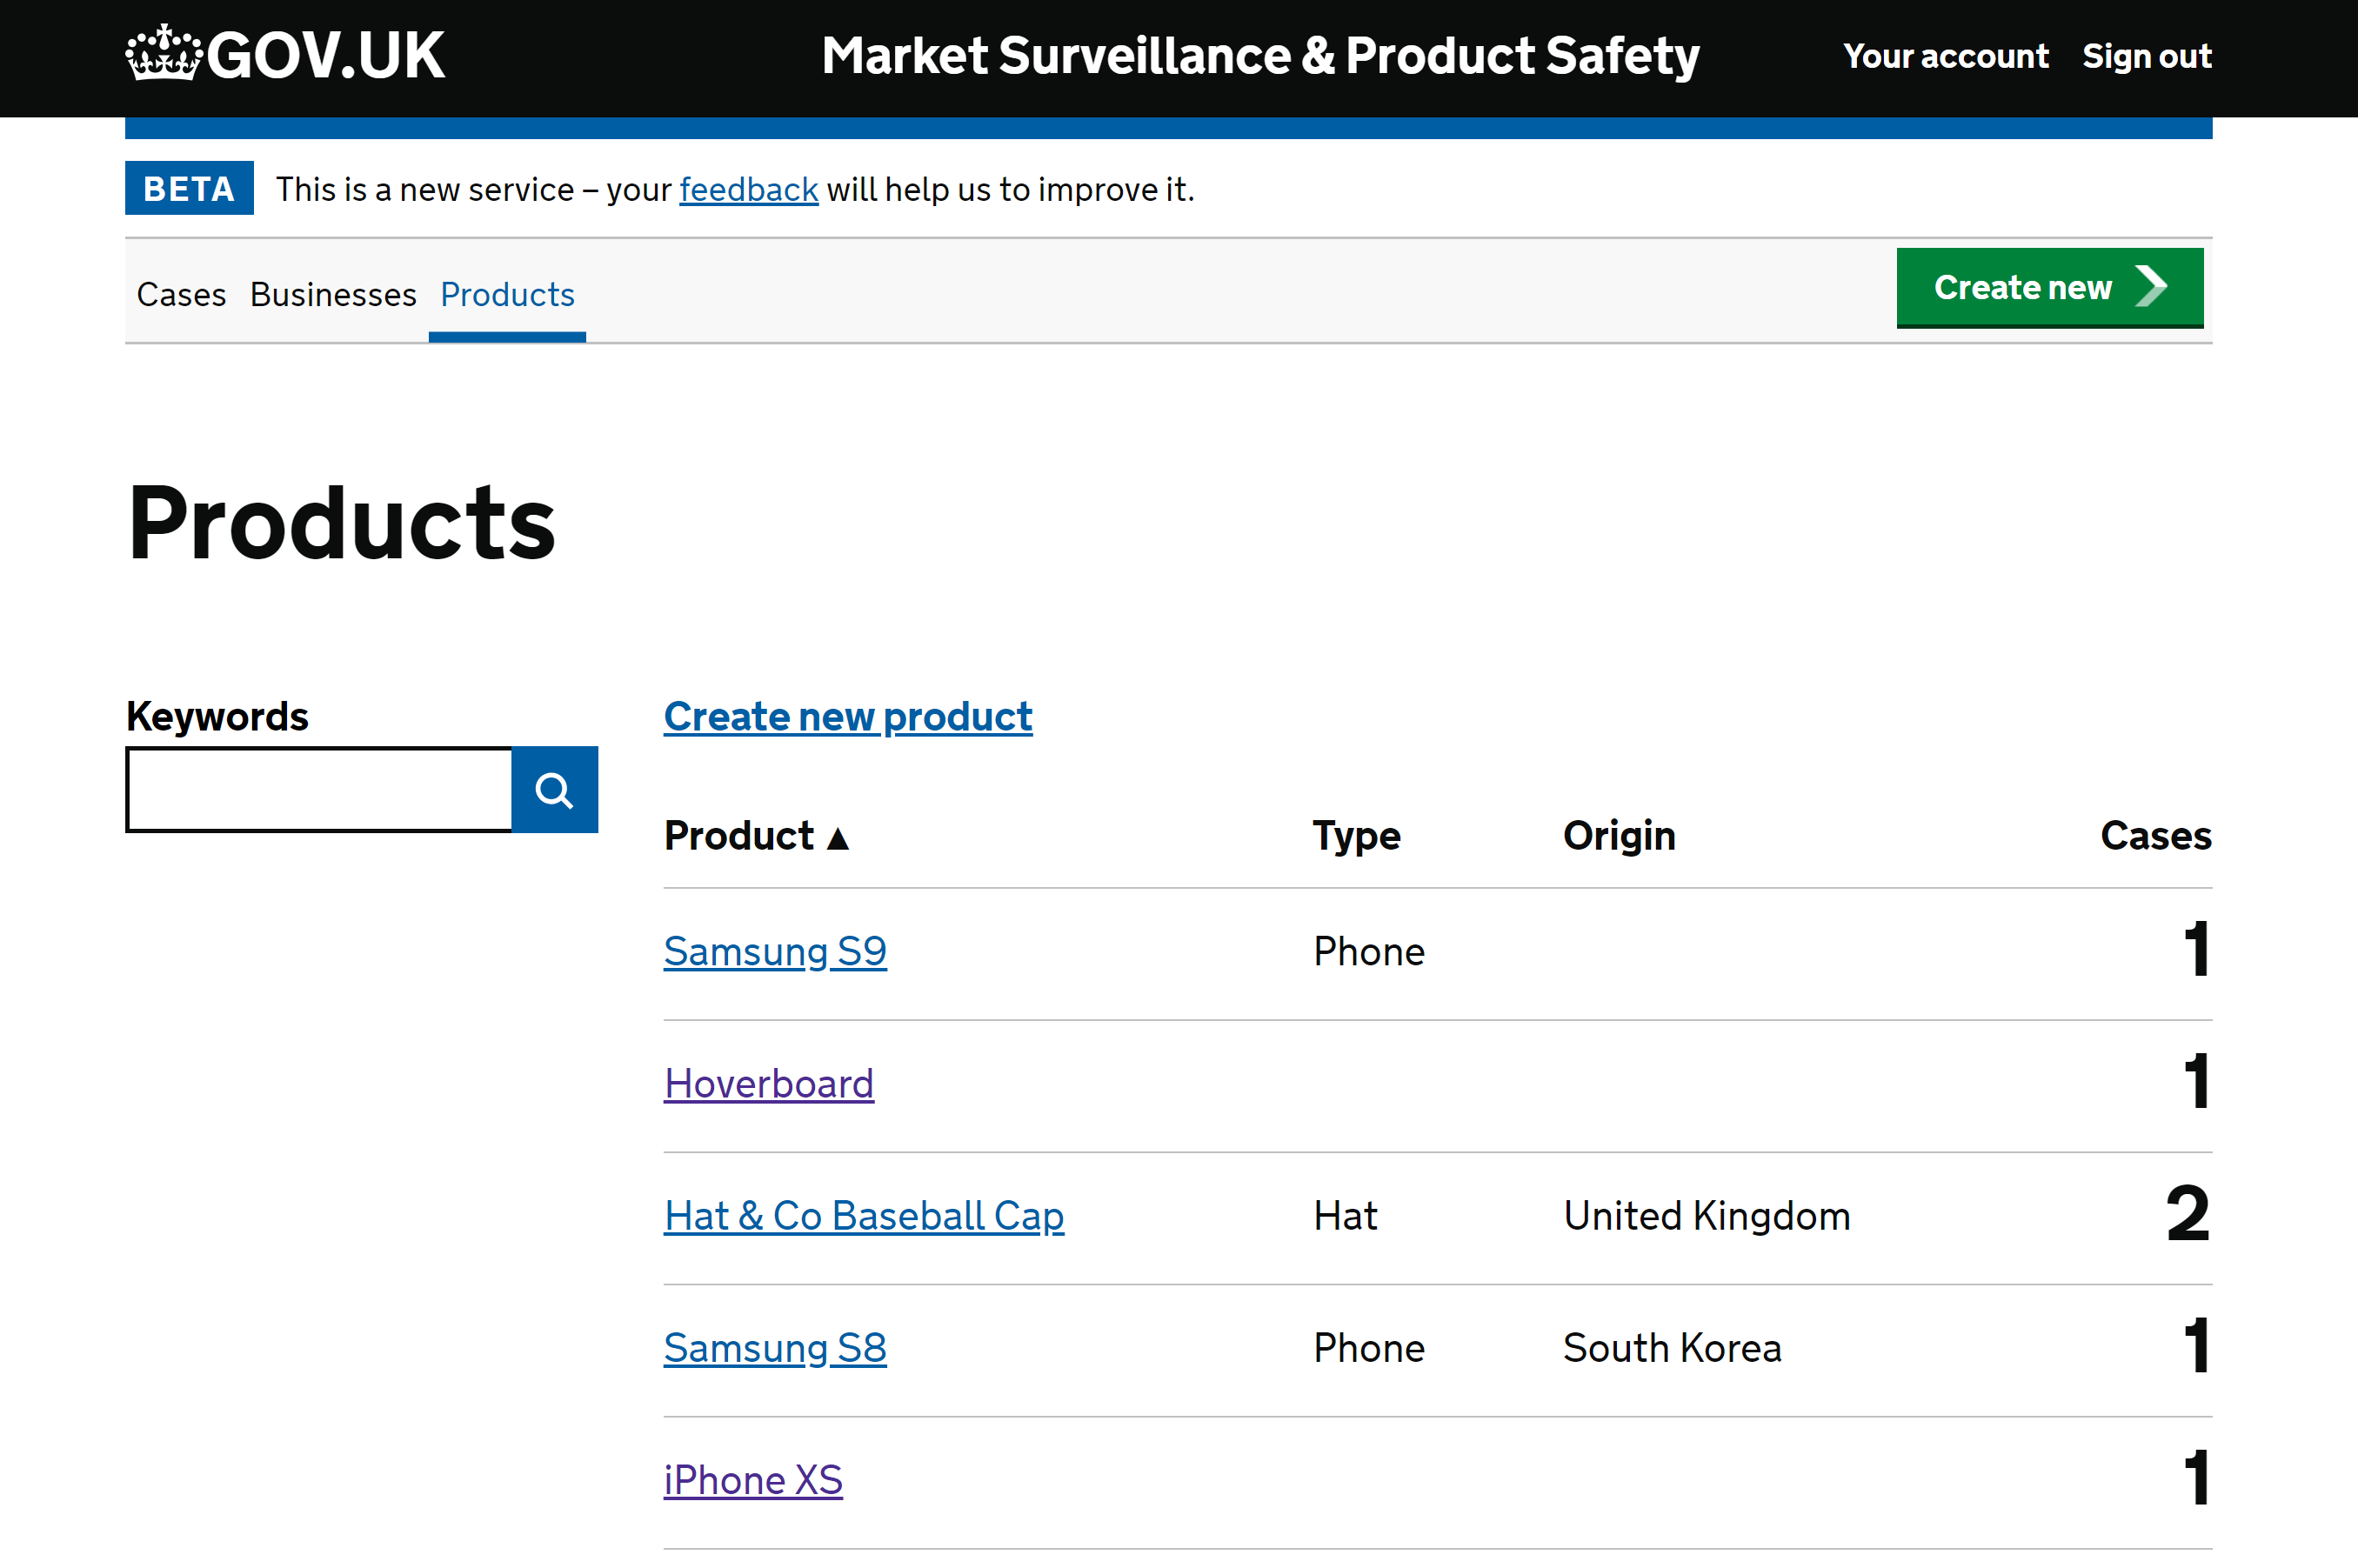 GOV.UK Market Surveillance & Product Safety Your account Sign out
BETA This is a new service – your feedback will help us to improve it.
Cases Businesses Products Create new
Products
Keywords
Create new product
Product ▲ Type Origin Cases
Samsung S9 Phone 1
Hoverboard 1
Hat & Co Baseball Cap Hat United Kingdom 2
Samsung S8 Phone South Korea 1
iPhone XS 1